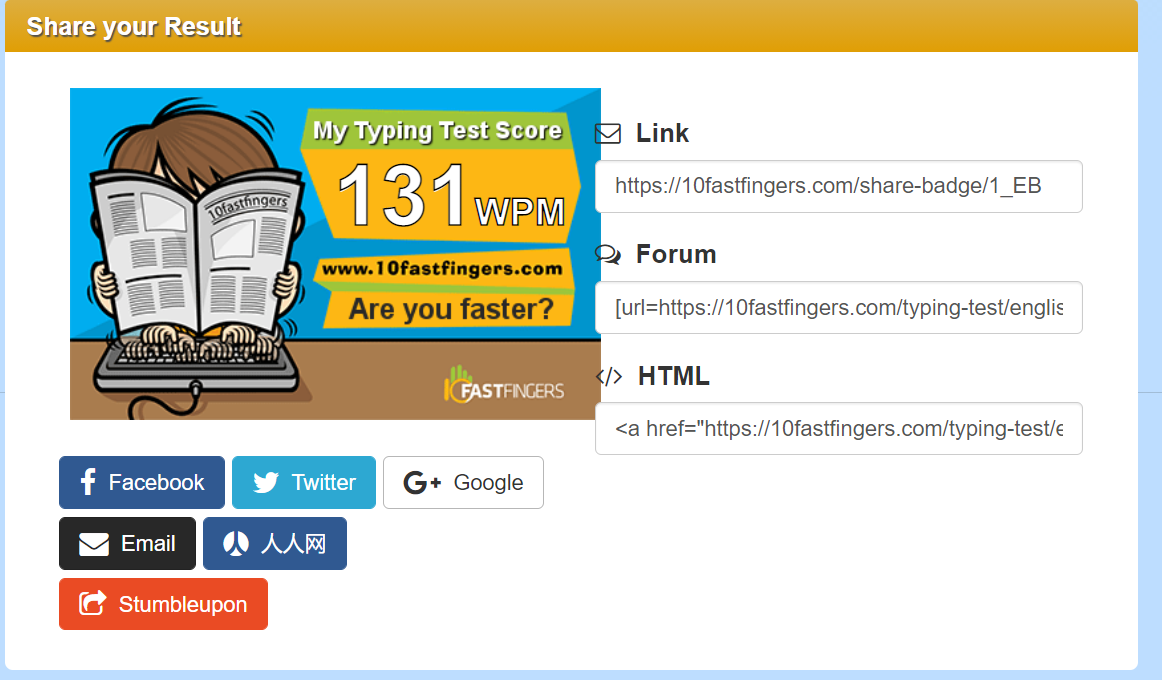 Share your Result
My Typing Test Score
131 WPM
10fastfingers
www.10fastfingers.com
Are you faster?
10FASTFINGERS
Link
https://10fastfingers.com/share-badge/1_EB
Forum
[url=https://10fastfingers.com/typing-test/englis
HTML
<a href="https://10fastfingers.com/typing-test/e
Facebook
Twitter
G+ Google
Email
人人网
Stumbleupon